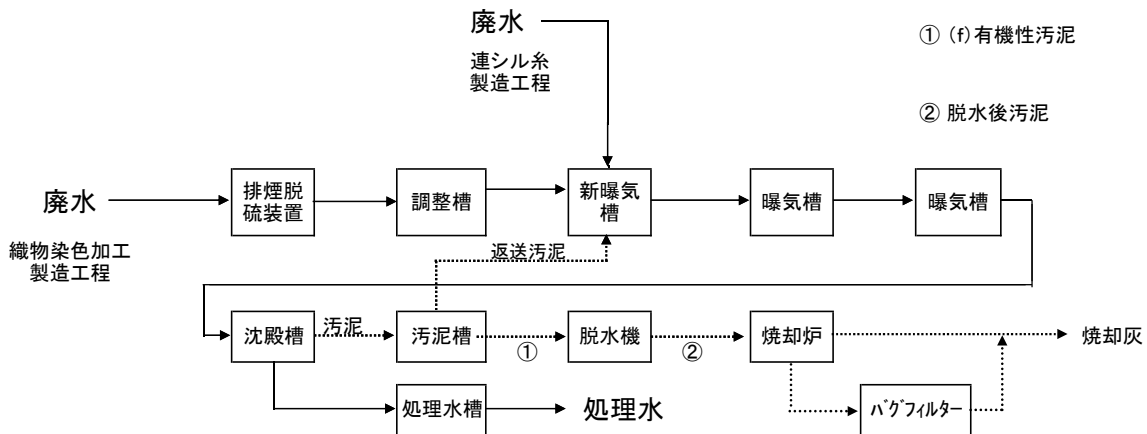 廃水
連シル糸
製造工程
① (f)有機性汚泥
② 脱水後汚泥
廃水
織物染色加工
製造工程
排煙脱
硫装置
調整槽
新曝気
槽
曝気槽
曝気槽
返送汚泥
沈殿槽
汚泥
汚泥槽
①
脱水機
②
焼却炉
焼却灰
処理水槽
処理水
ﾊﾞｸﾞﾌｨﾙﾀｰ